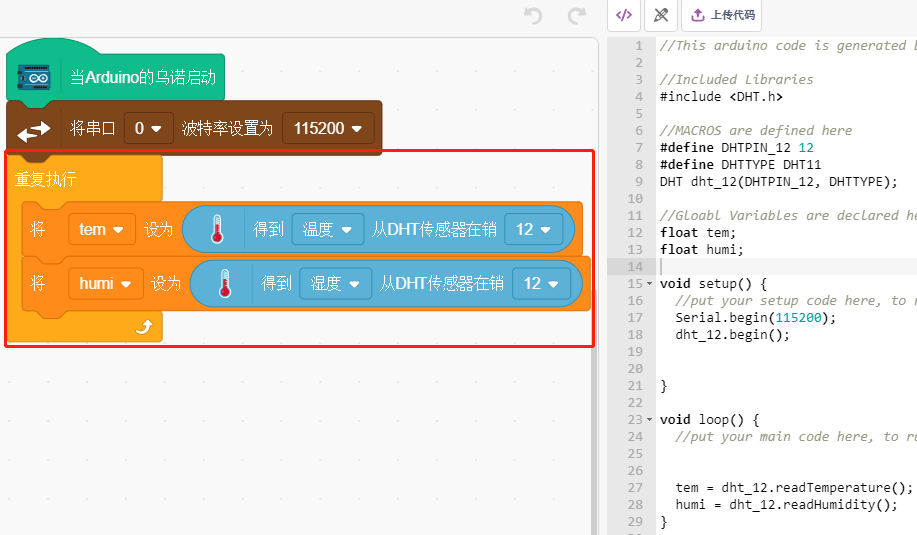 上传代码
当Arduino的乌诺启动
将串口 0 波特率设置为 115200
重复执行
将 tem 设为 得到 温度 从DHT传感器在销 12
将 humi 设为 得到 湿度 从DHT传感器在销 12
1 //This arduino code is generated
2
3 //Included Libraries
4 #include <DHT.h>
5
6 //MACROS are defined here
7 #define DHTPIN_12 12
8 #define DHTTYPE DHT11
9 DHT dht_12(DHTPIN_12, DHTTYPE);
10
11 //Gloabl Variables are declared he
12 float tem;
13 float humi;
14
15 void setup() {
16 //put your setup code here, to
17 Serial.begin(115200);
18 dht_12.begin();
19
20
21 }
22
23 void loop() {
24 //put your main code here, to ru
25
26
27 tem = dht_12.readTemperature();
28 humi = dht_12.readHumidity();
29 }